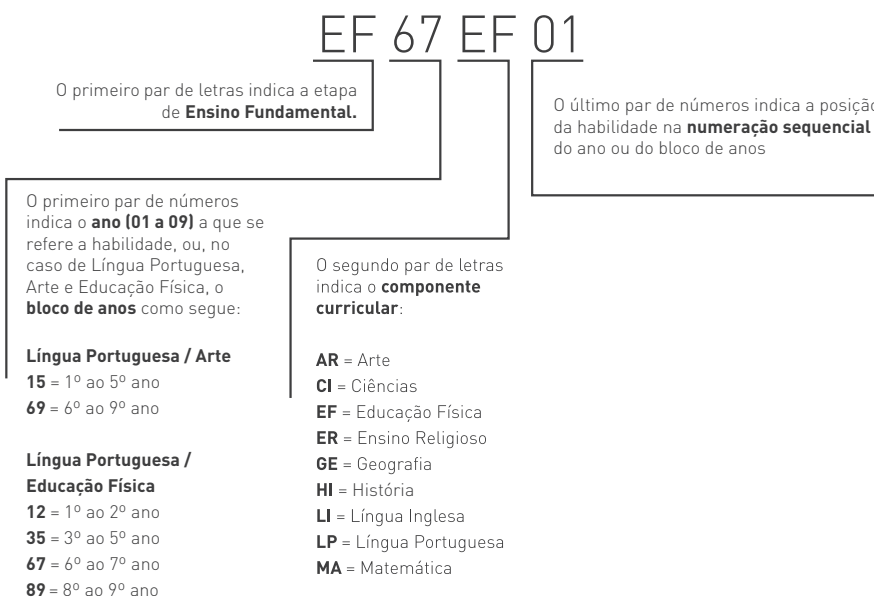 EF 67 EF 01
O primeiro par de letras indica a etapa
de Ensino Fundamental.
O último par de números indica a posição
da habilidade na numeração sequencial
do ano ou do bloco de anos
O primeiro par de números
indica o ano (01 a 09) a que se
refere a habilidade, ou, no
caso de Língua Portuguesa,
Arte e Educação Física, o
bloco de anos como segue:
Língua Portuguesa / Arte
15 = 1º ao 5º ano
69 = 6º ao 9º ano
Língua Portuguesa /
Educação Física
12 = 1º ao 2º ano
35 = 3º ao 5º ano
67 = 6º ao 7º ano
89 = 8º ao 9º ano
O segundo par de letras
indica o componente
curricular:
AR = Arte
CI = Ciências
EF = Educação Física
ER = Ensino Religioso
GE = Geografia
HI = História
LI = Língua Inglesa
LP = Língua Portuguesa
MA = Matemática